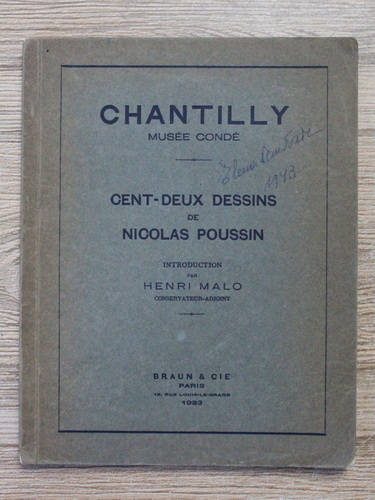 CHANTILLY
MUSÉE CONDÉ
Elena
1943
CENT-DEUX DESSINS
DE
NICOLAS POUSSIN
INTRODUCTION
PAR
HENRI MALO
CONSERVATEUR-ADJOINT
BRAUN & CIE
PARIS
18, RUE LOUIS-LE-GRAND
1933